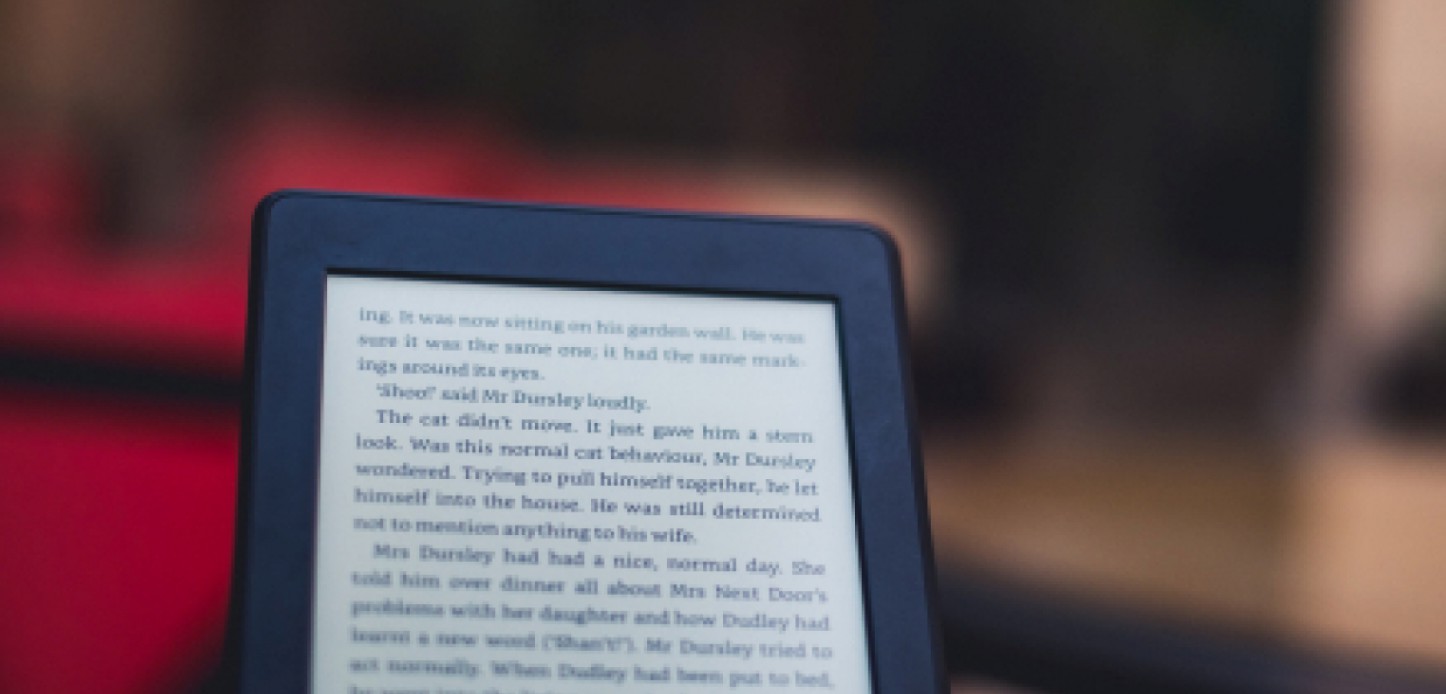 ing. It was now sitting on his garden wall. He was
sure it was the same one; it had the same mark-
ings around its eyes.
‘Shoo!’ said Mr Dursley loudly.
The cat didn’t move. It just gave him a stern
look. Was this normal cat behaviour, Mr Dursley
wondered. Trying to pull himself together, he let
himself into the house. He was still determined
not to mention anything to his wife.
Mrs Dursley had had a nice, normal day. She
told him over dinner all about Mrs Next Door’s
problems with her daughter and how Dudley had
learnt a new word (‘Shan’t!’). Mr Dursley tried to
act normally. When Dudley had been put to bed,